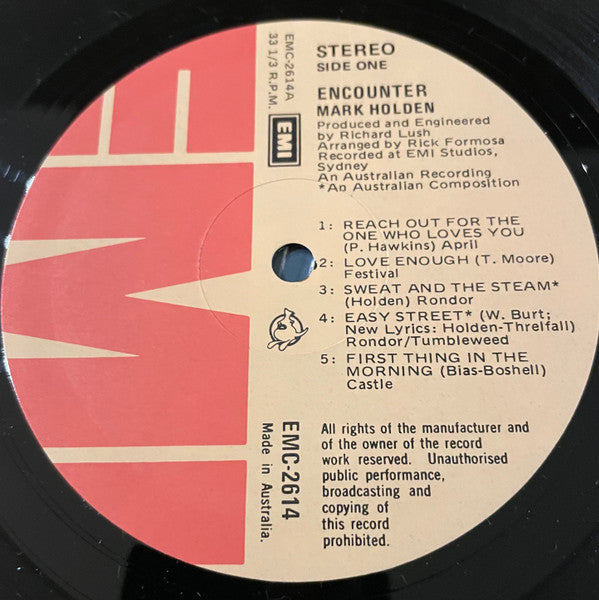 STEREO
SIDE ONE
ENCOUNTER
MARK HOLDEN
Produced and Engineered
by Richard Lush
Arranged by Rick Formosa
Recorded at EMI Studios,
Sydney
An Australian Recording
*An Australian Composition
1: REACH OUT FOR THE
ONE WHO LOVES YOU
(P. Hawkins) April
2: LOVE ENOUGH (T. Moore)
Festival
3: SWEAT AND THE STEAM*
(Holden) Rondor
4: EASY STREET* (W. Burt;
New Lyrics: Holden-Threlfall)
Rondor/Tumbleweed
5: FIRST THING IN THE
MORNING (Bias-Boshell)
Castle
All rights of the manufacturer and
of the owner of the record
work reserved. Unauthorised
public performance,
broadcasting and
copying of
this record
prohibited.
EMC-2614A
33 1/3 R.P.M.
EMI
EMC-2614
Made in Australia.
EMI